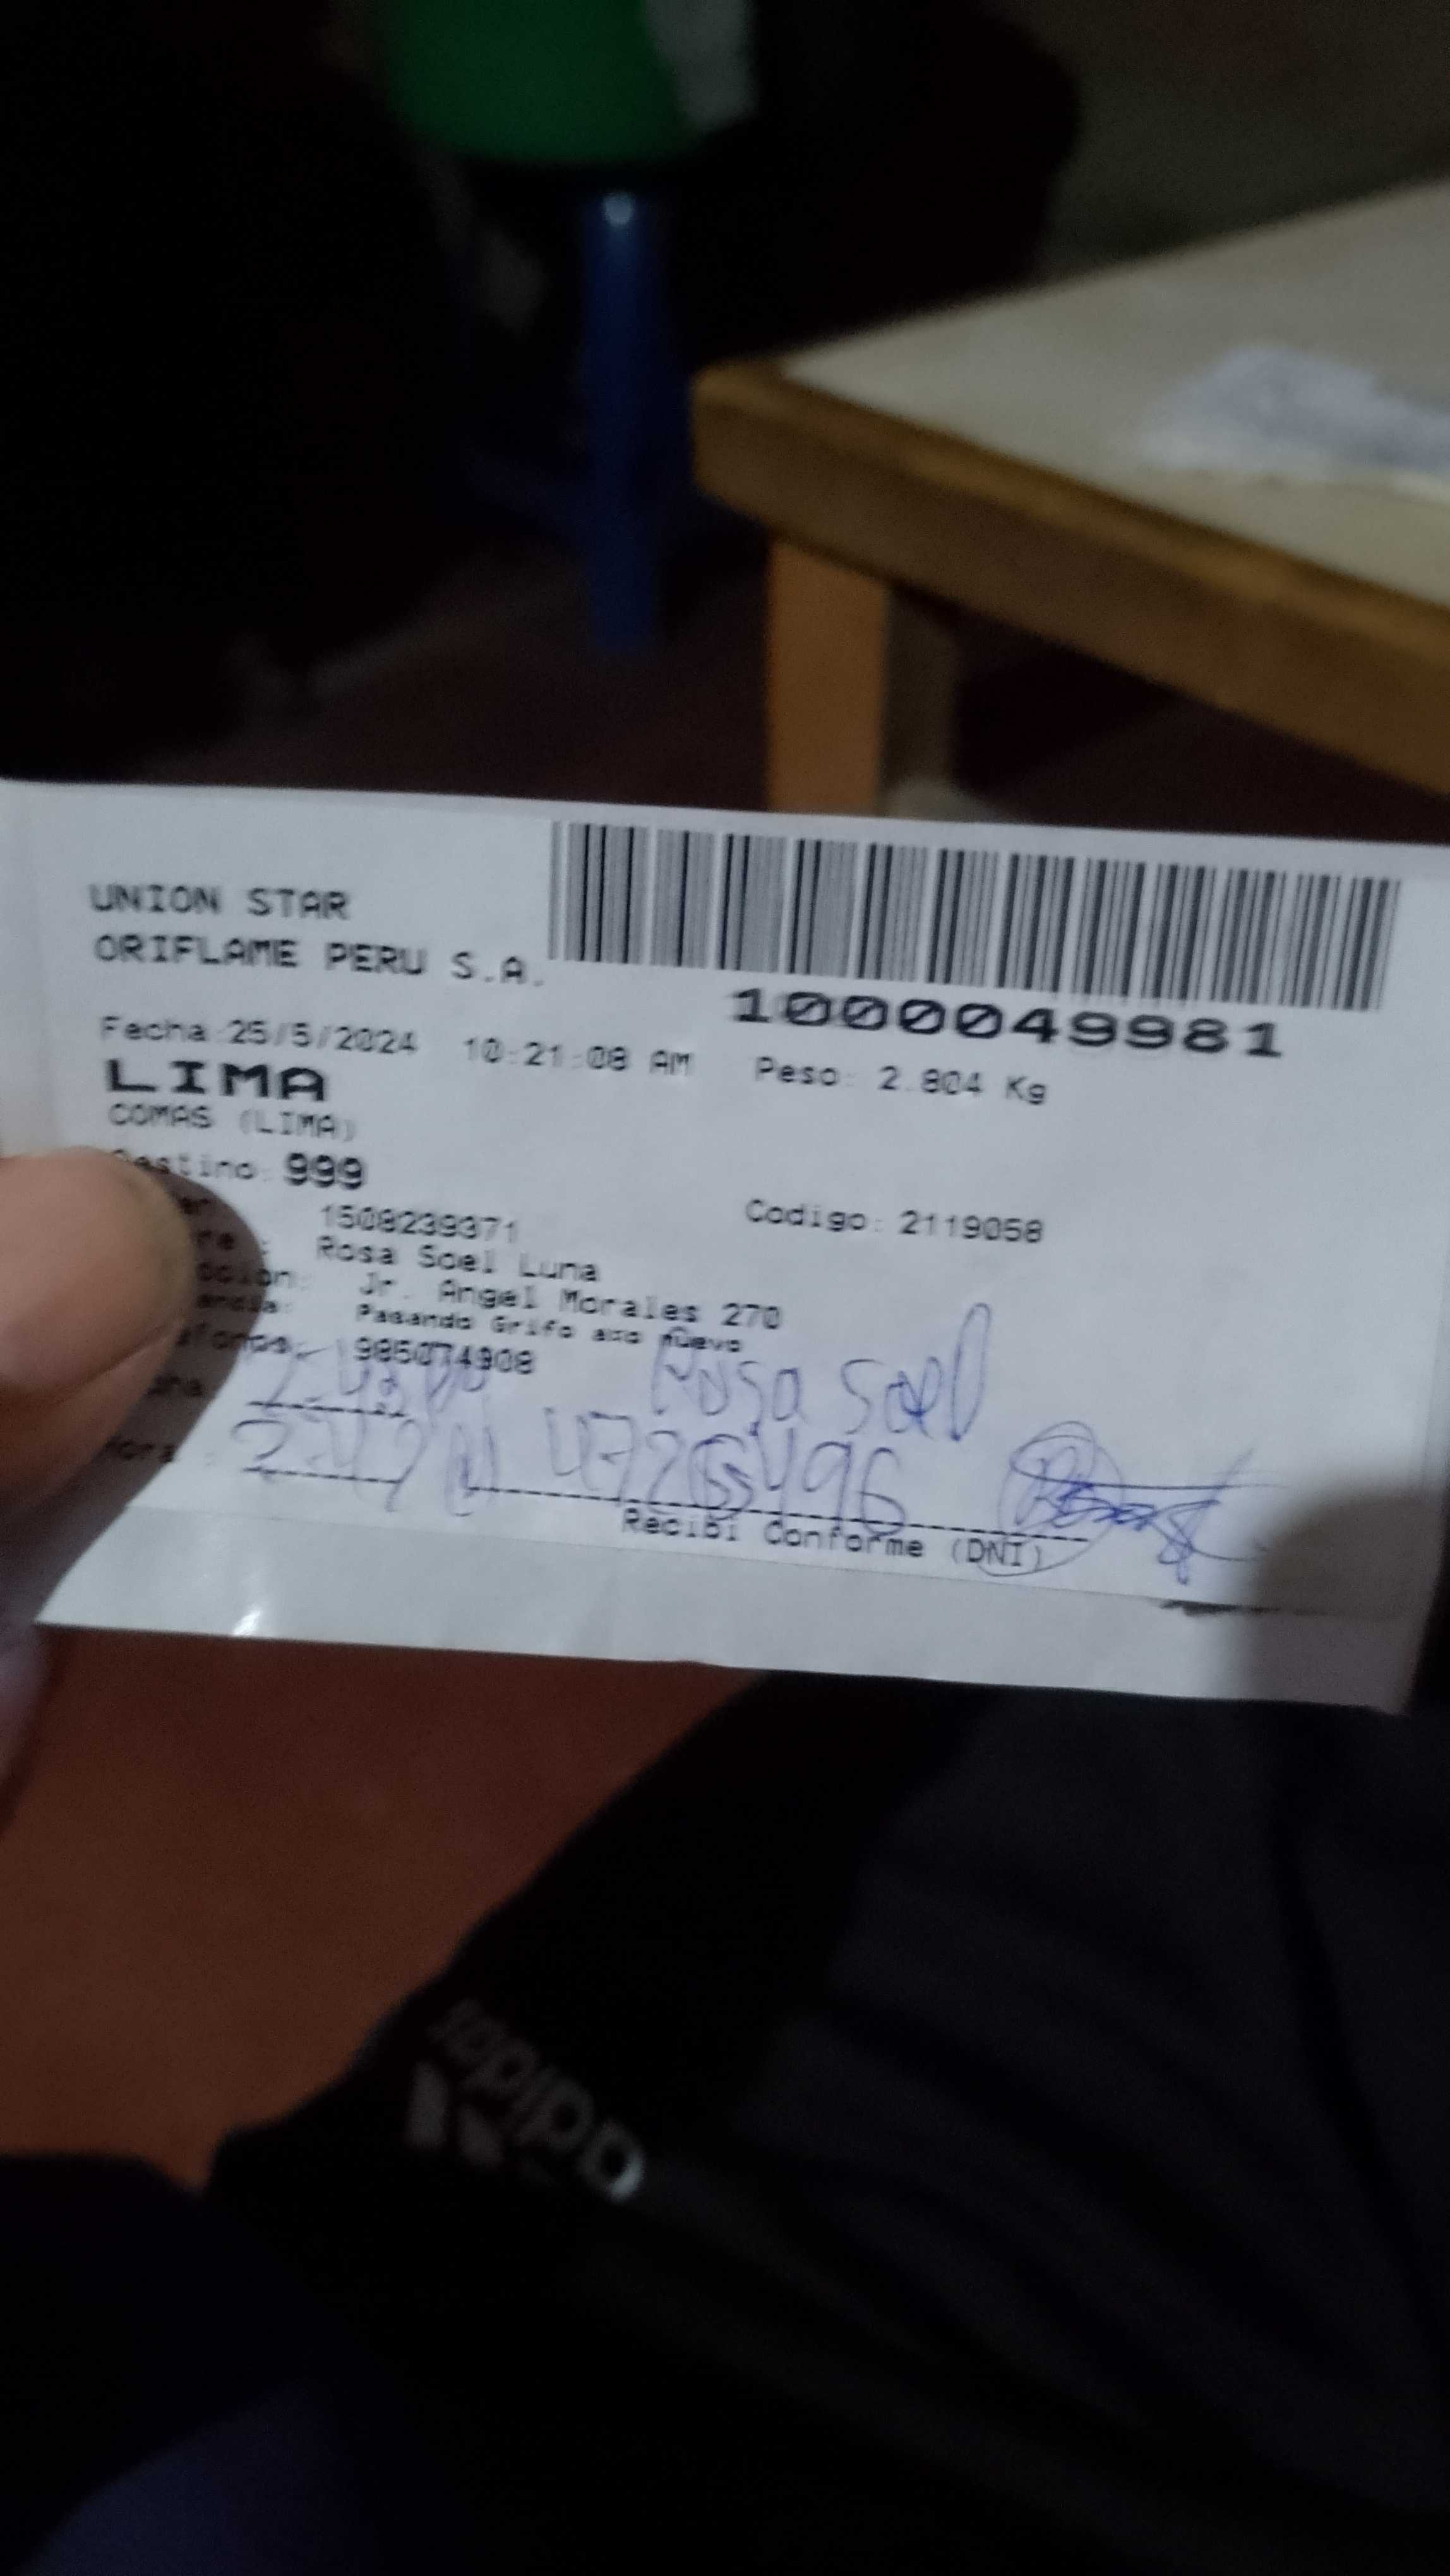 UNION STAR
ORIFLAME PERU S.A.
1000049981
Fecha:25/5/2024 10:21:08 AM Peso: 2.804 Kg
LIMA
COMAS (LIMA)
999
1508239371 Codigo: 2119058
Rosa Soel Luna
Jr. Angel Morales 270
Pasando Grifo
985074908
Rosa Soel
Recibi Conforme (DNI)
adidas